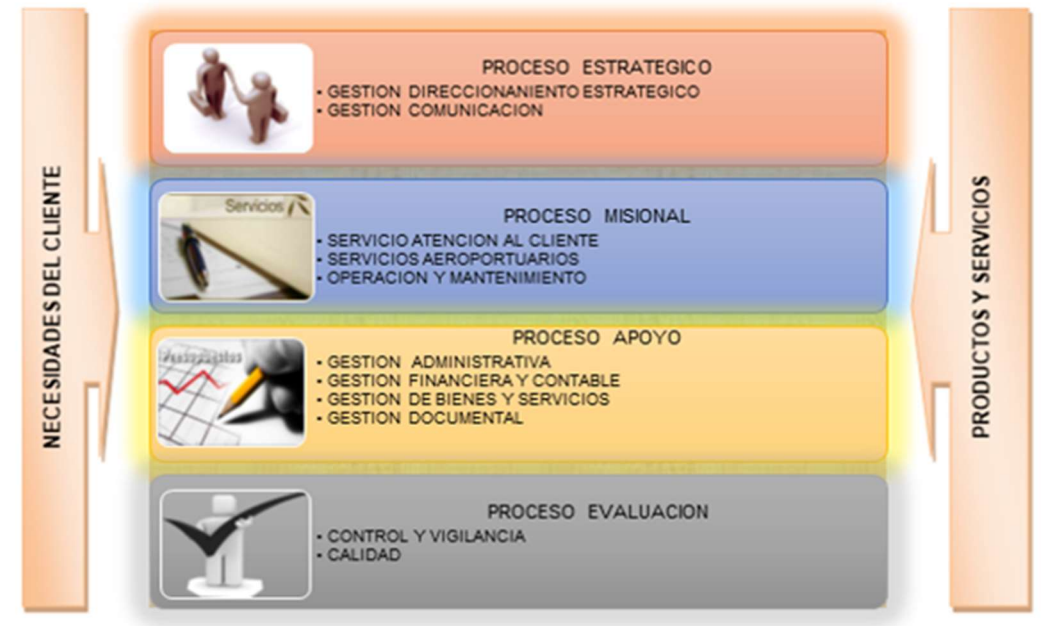 NECESIDADES DEL CLIENTE
PROCESO ESTRATEGICO
▪ GESTION DIRECCIONANIENTO ESTRATEGICO
▪ GESTION COMUNICACION
Servicios
PROCESO MISIONAL
▪ SERVICIO ATENCION AL CLIENTE
▪ SERVICIOS AEROPORTUARIOS
▪ OPERACION Y MANTENIMIENTO
PROCESO APOYO
Presupuestos
▪ GESTION ADMINISTRATIVA
▪ GESTION FINANCIERA Y CONTABLE
▪ GESTION DE BIENES Y SERVICIOS
▪ GESTION DOCUMENTAL
PROCESO EVALUACION
▪ CONTROL Y VIGILANCIA
▪ CALIDAD
PRODUCTOS Y SERVICIOS